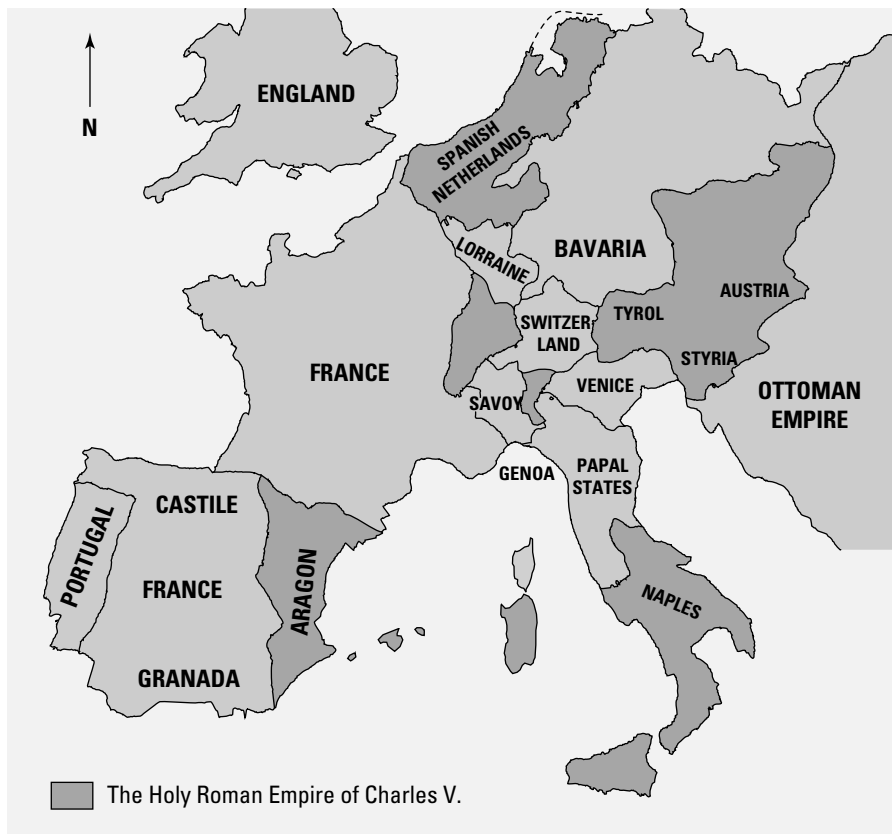 ENGLAND
N
SPANISH
NETHERLANDS
LORRAINE
BAVARIA
AUSTRIA
TYROL
SWITZER
LAND
STYRIA
FRANCE
VENICE
SAVOY
OTTOMAN
EMPIRE
GENOA
PAPAL
STATES
CASTILE
PORTUGAL
FRANCE
ARAGON
NAPLES
GRANADA
The Holy Roman Empire of Charles V.